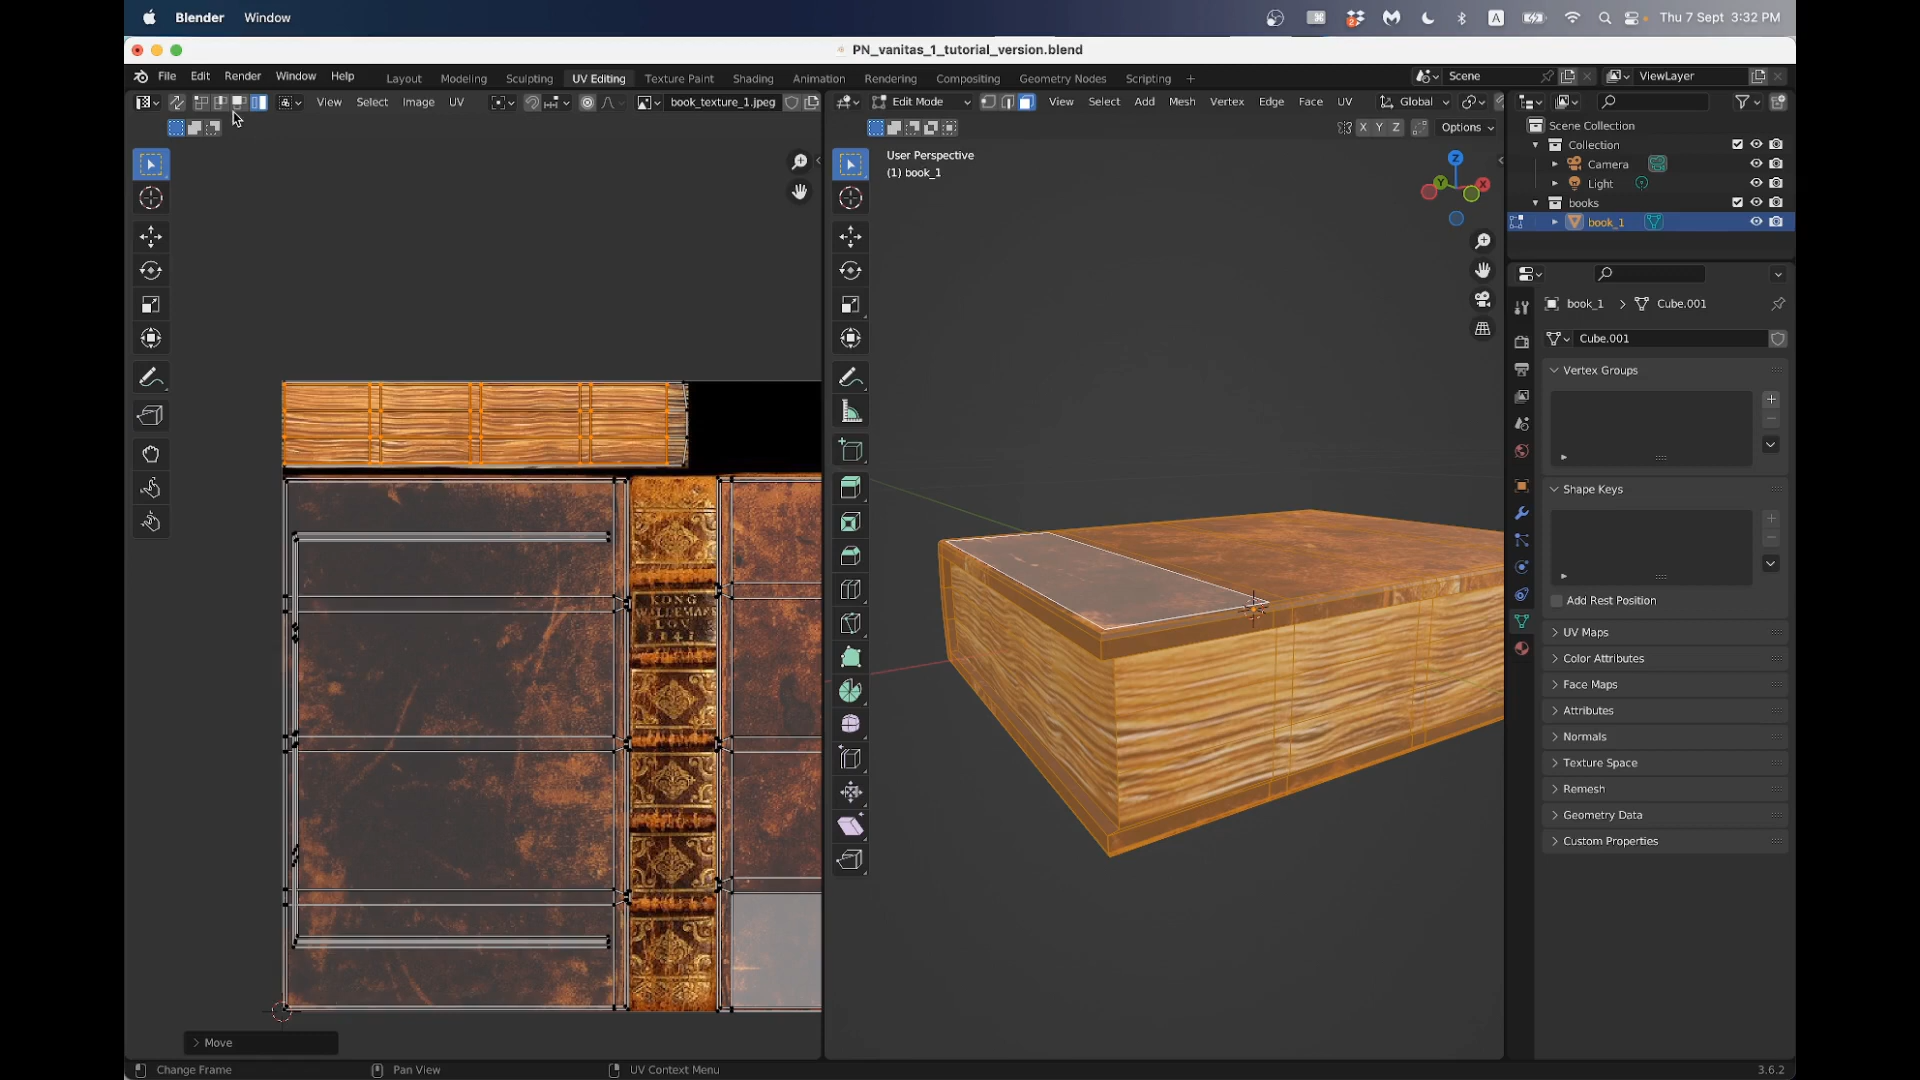 Blender Window
Thu 7 Sept 3:32 PM
PN_vanitas_1_tutorial_version.blend
File Edit Render Window Help
Layout Modeling Sculpting UV Editing Texture Paint Shading Animation Rendering Compositing Geometry Nodes Scripting +
Scene
ViewLayer
View Select Image UV
book_texture_1.jpeg
Edit Mode
View Select Add Mesh Vertex Edge Face UV
Global
X Y Z
Options
User Perspective
(1) book_1
Z
Y
X
Scene Collection
Collection
Camera
Light
books
book_1
book_1 > Cube.001
Cube.001
Vertex Groups
Shape Keys
Add Rest Position
UV Maps
Color Attributes
Face Maps
Attributes
Normals
Texture Space
Remesh
Geometry Data
Custom Properties
KONG
WALDEMARS
LOV
Move
Change Frame
Pan View
UV Context Menu
3.6.2